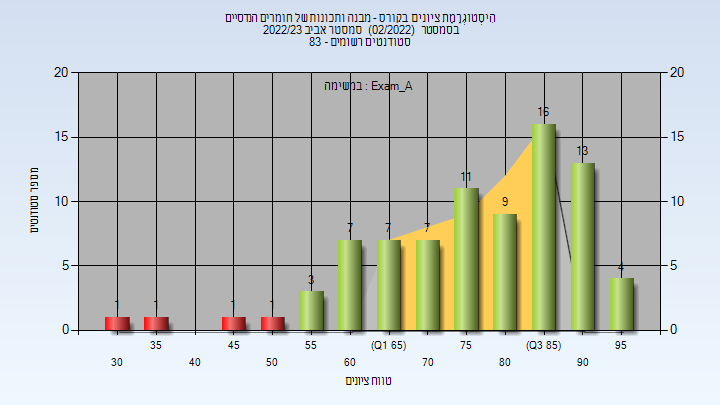 הִיסְטוֹגְרַמַת ציונים בקורס - מבנה ותכונות של חומרים הנדסיים
בסמסטר (02/2022) סמסטר אביב 2022/23
סטודנטים רשומים - 83
במשימה : Exam_A
מספר סטודנטים
20 20
15 15
10 10
5 5
0 0
1 1 1 1 3 7 7 7 11 9 16 13 4
35 45 55 (Q1 65) 75 (Q3 85) 95
30 40 50 60 70 80 90
טווח ציונים